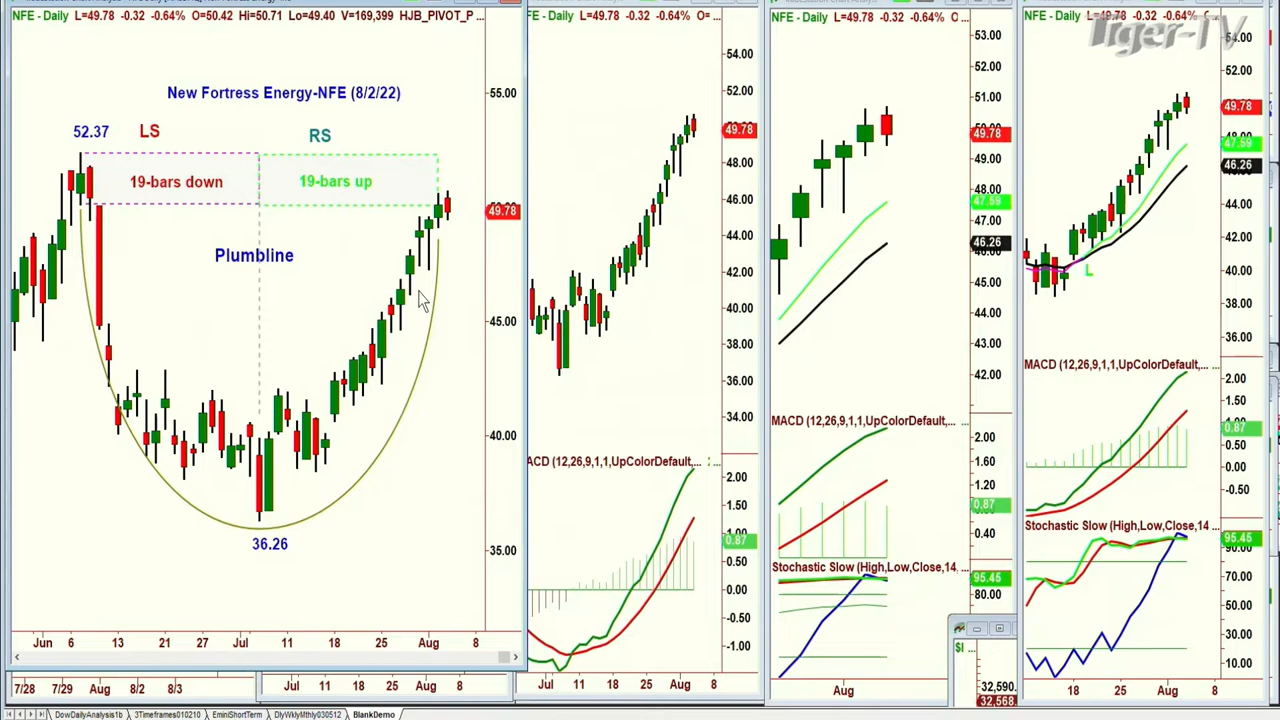 NFE - Daily L=49.78 -0.32 -0.64% O=50.42 Hi=50.71 Lo=49.40 V=169,399 HJB_PIVOT_P ...
New Fortress Energy-NFE (8/2/22)
52.37
LS
RS
19-bars down
19-bars up
Plumbline
36.26
55.00
49.78
45.00
40.00
35.00
Jun 6 13 21 27 Jul 11 18 25 Aug 8
7/28 7/29 Aug 8/2 8/3
Jul 11 18 25 Aug 8
NFE - Daily L=49.78 -0.32 -0.64% O=
54.00
52.00
49.78
48.00
46.00
44.00
42.00
40.00
38.00
36.00
34.00
ACD (12,26,9,1,1,UpColorDefault,...
2.00
1.50
1.00
0.87
0.00
-0.50
-1.00
Jul 11 18 25 Aug 8
NFE - Daily L=49.78 -0.32 -0.64% O ...
53.00
52.00
51.00
49.78
49.00
48.00
47.59
47.00
46.26
45.00
44.00
43.00
42.00
MACD (12,26,9,1,1,UpColorDefault,...
2.00
1.60
1.20
0.87
0.40
Stochastic Slow (High,Low,Close,14, ...
95.45
80.00
Aug
$I
32,590.
32,568.
Tiger-TV
NFE - Daily L=49.78 -0.32 -0.64%
54.00
52.00
49.78
47.59
46.26
44.00
42.00
40.00
38.00
36.00
L
MACD (12,26,9,1,1,UpColorDefault,... ...
2.00
1.50
0.87
0.50
0.00
-0.50
Stochastic Slow (High,Low,Close,14 ...
95.45
90.00
70.00
50.00
30.00
10.00
18 25 Aug 8
DowDailyAnalysis1b 3Timeframes010210 EminiShortTerm DlyWklyMthly030512 BlankDemo